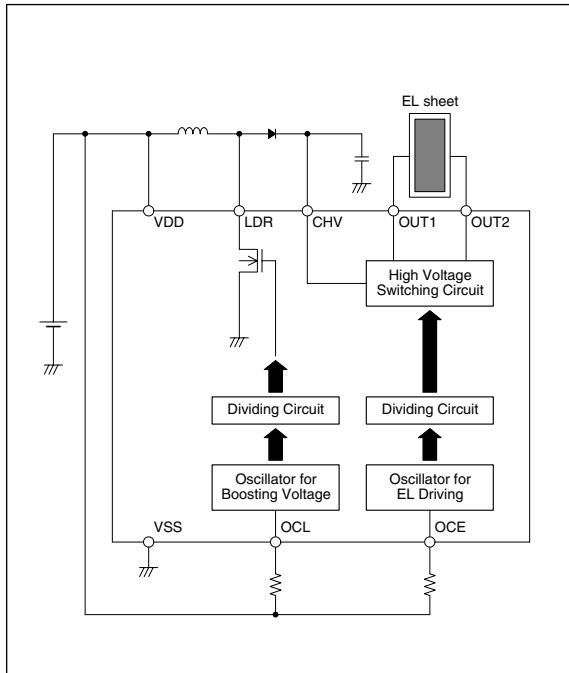 EL sheet
VDD
LDR
CHV
OUT1
OUT2
High Voltage
Switching Circuit
Dividing Circuit
Dividing Circuit
Oscillator for
Boosting Voltage
Oscillator for
EL Driving
VSS
OCL
OCE